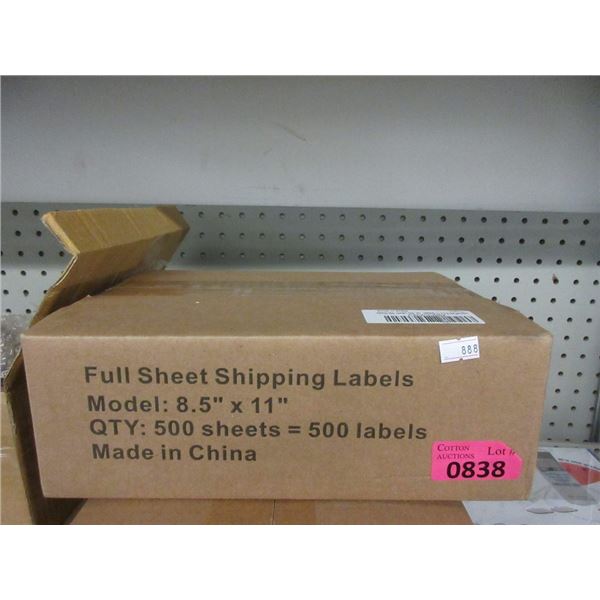 888
Full Sheet Shipping Labels
Model: 8.5" x 11"
QTY: 500 sheets = 500 labels
Made in China
COTTON AUCTIONS Lot #
0838